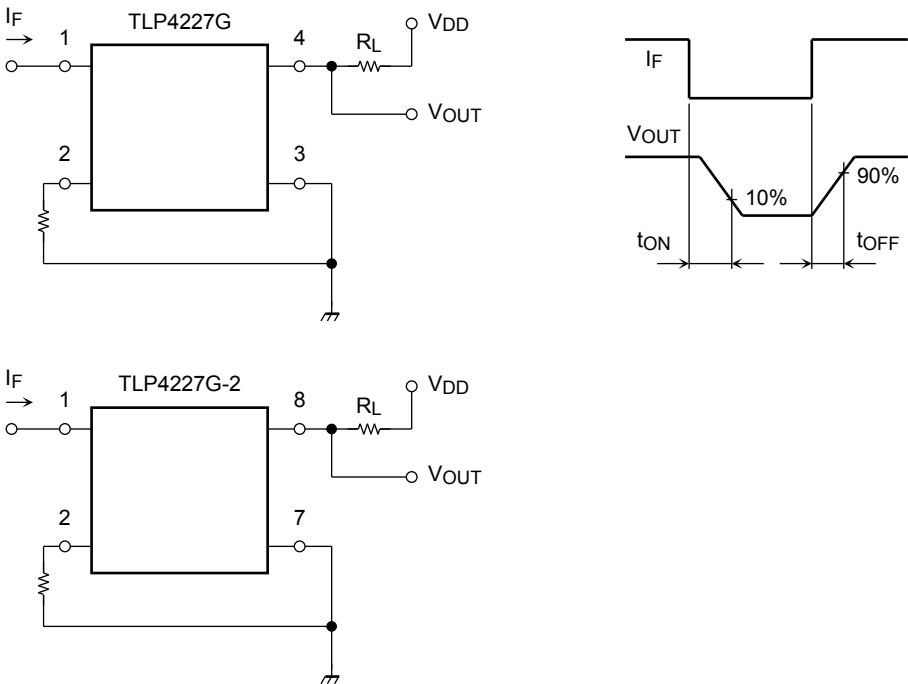 IF
TLP4227G
1
4
RL
VDD
VOUT
2
3
IF
VOUT
10%
90%
tON
tOFF
IF
TLP4227G-2
1
8
RL
VDD
VOUT
2
7